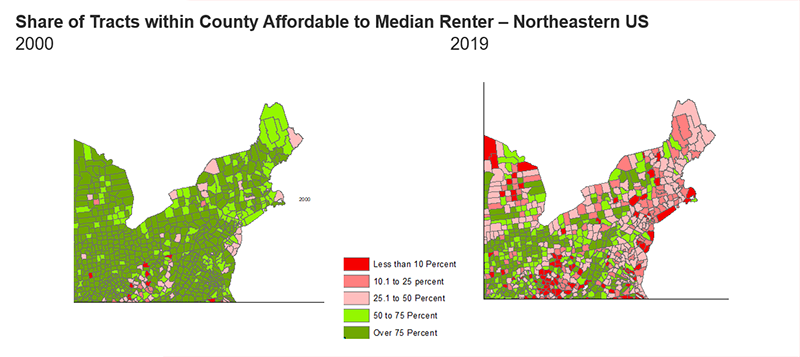 Share of Tracts within County Affordable to Median Renter – Northeastern US
2000
2019
2000
Less than 10 Percent
10.1 to 25 percent
25.1 to 50 Percent
50 to 75 Percent
Over 75 Percent